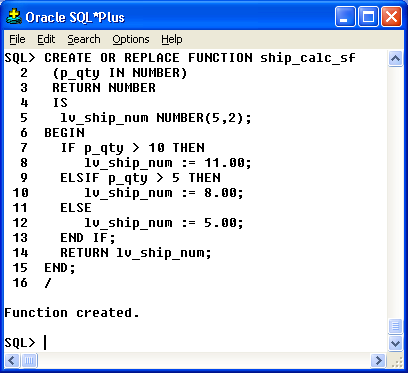 Oracle SQL*Plus
File Edit Search Options Help
SQL> CREATE OR REPLACE FUNCTION ship_calc_sf
  2   (p_qty IN NUMBER)
  3   RETURN NUMBER
  4   IS
  5    lv_ship_num NUMBER(5,2);
  6  BEGIN
  7    IF p_qty > 10 THEN
  8       lv_ship_num := 11.00;
  9    ELSIF p_qty > 5 THEN
 10       lv_ship_num := 8.00;
 11    ELSE
 12       lv_ship_num := 5.00;
 13    END IF;
 14    RETURN lv_ship_num;
 15  END;
 16  /
Function created.
SQL>